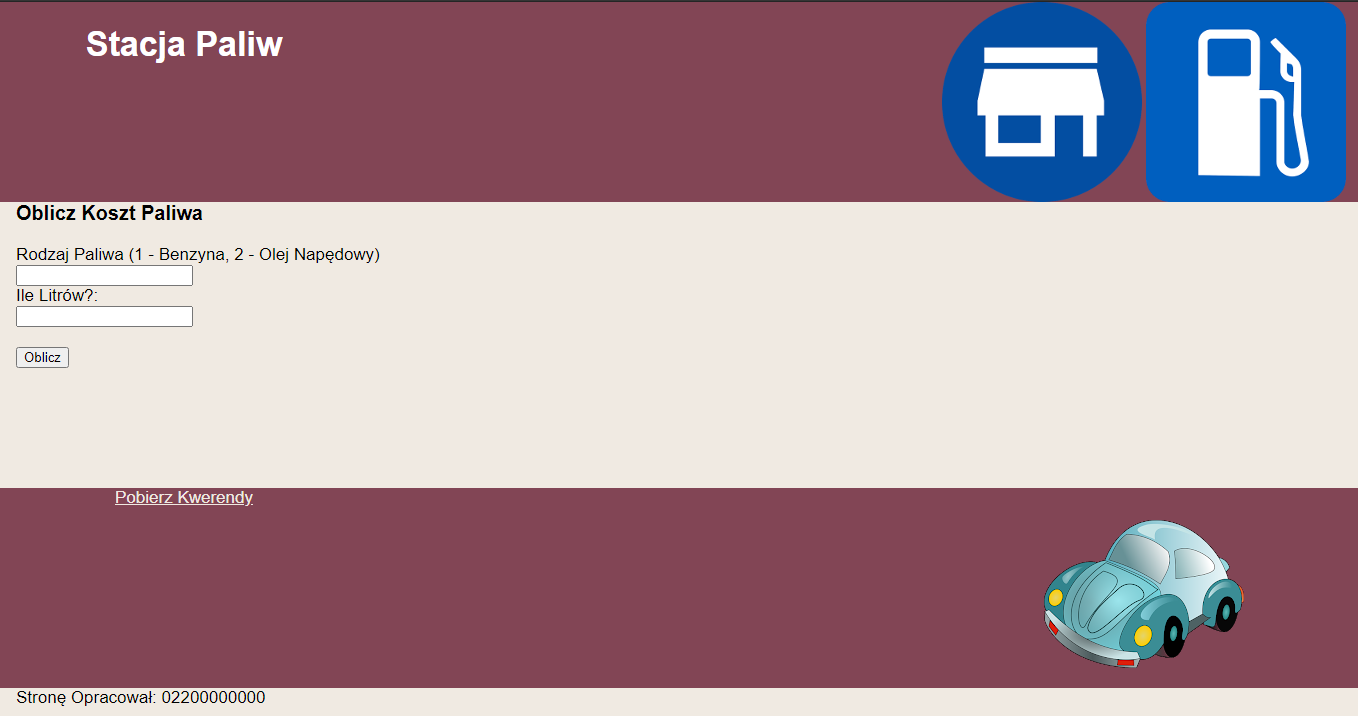 Stacja Paliw
Oblicz Koszt Paliwa
Rodzaj Paliwa (1 - Benzyna, 2 - Olej Napędowy)
Ile Litrów?:
Oblicz
Pobierz Kwerendy
Stronę Opracował: 02200000000